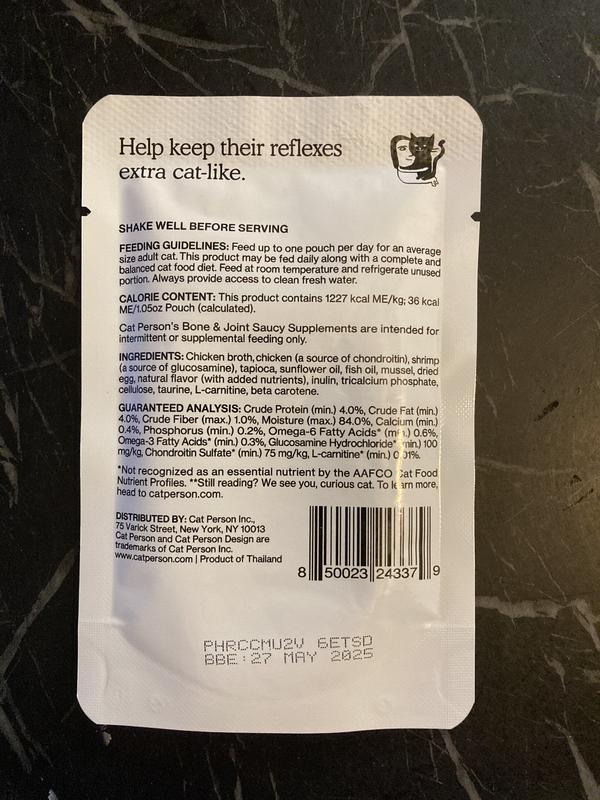 Help keep their reflexes
extra cat-like.
SHAKE WELL BEFORE SERVING
FEEDING GUIDELINES: Feed up to one pouch per day for an average
size adult cat. This product may be fed daily along with a complete and
balanced cat food diet. Feed at room temperature and refrigerate unused
portion. Always provide access to clean fresh water.
CALORIE CONTENT: This product contains 1227 kcal ME/kg; 36 kcal
ME/1.05oz Pouch (calculated).
Cat Person's Bone & Joint Saucy Supplements are intended for
intermittent or supplemental feeding only.
INGREDIENTS: Chicken broth, chicken (a source of chondroitin), shrimp
(a source of glucosamine), tapioca, sunflower oil, fish oil, mussel, dried
egg, natural flavor (with added nutrients), inulin, tricalcium phosphate,
cellulose, taurine, L-carnitine, beta carotene.
GUARANTEED ANALYSIS: Crude Protein (min.) 4.0%, Crude Fat (min.)
4.0%, Crude Fiber (max.) 1.0%, Moisture (max.) 84.0%, Calcium (min.)
0.4%, Phosphorus (min.) 0.2%, Omega-6 Fatty Acids* (min.) 0.6%,
Omega-3 Fatty Acids* (min.) 0.3%, Glucosamine Hydrochloride* (min.) 100
mg/kg, Chondroitin Sulfate* (min.) 75 mg/kg, L-carnitine* (min.) 0.01%.
*Not recognized as an essential nutrient by the AAFCO Cat Food
Nutrient Profiles. **Still reading? We see you, curious cat. To learn more,
head to catperson.com.
DISTRIBUTED BY: Cat Person Inc.,
75 Varick Street, New York, NY 10013
Cat Person and Cat Person Design are
trademarks of Cat Person Inc.
www.catperson.com | Product of Thailand
8 50023 24337 9
PHRCCMU2V 6ETSD
BBE:27 MAY 2025